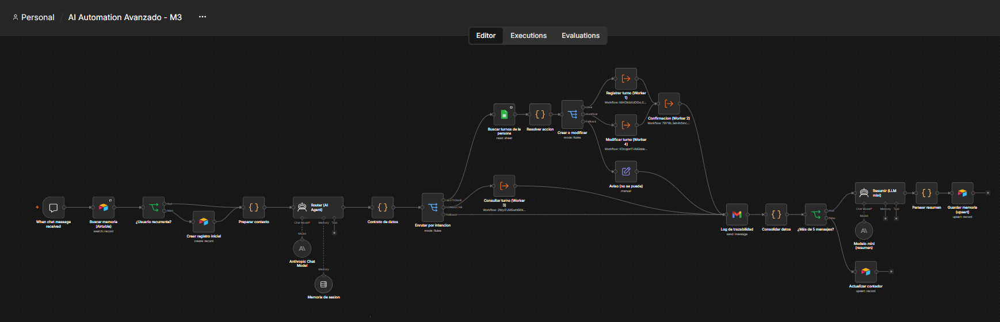 Personal / AI Automation Avanzado - M3 ...
Editor Executions Evaluations
When chat message
received
Buscar memoria
(Airtable)
search: record
¿Usuario recurrente?
true
false
Crear registro inicial
create: record
Preparar contexto
Router (AI
Agent)
Chat Model*
Memory
Tool
Model
Anthropic Chat
Model
Memory
Memoria de sesion
Contrato de datos
Enrutar por intencion
mode: Rules
GESTIONAR
CONSULTAR
Fallback
Buscar turnos de la
persona
read: sheet
Resolver accion
Crear o modificar
mode: Rules
crear
modificar
Fallback
Registrar turno (Worker
1)
Modificar turno (Worker
4)
Confirmacion (Worker 2)
Aviso (no se puede)
manual
Consultar turno (Worker
3)
Log de trazabilidad
send: message
Consolidar datos
¿Más de 5 mensajes?
true
false
Resumir (LLM
mini)
Chat Model*
Memory
Tool
Model
Modelo mini
(resumen)
Parsear resumen
Guardar memoria
(upsert)
upsert: record
Actualizar contador
upsert: record